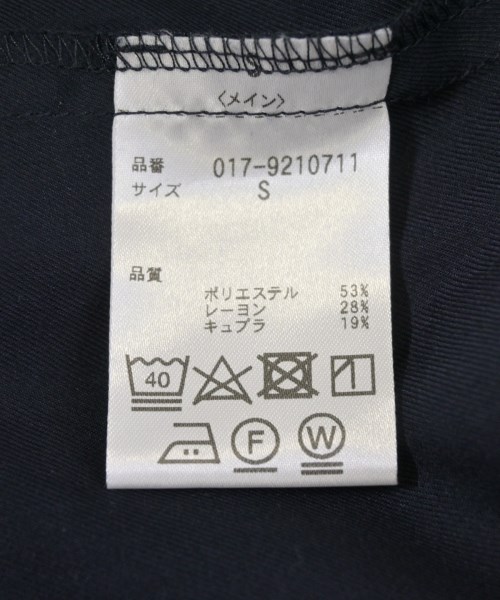 〈メイン〉
品番 017-9210711
サイズ S
品質
ポリエステル 53%
レーヨン 28%
キュプラ 19%
40
F W